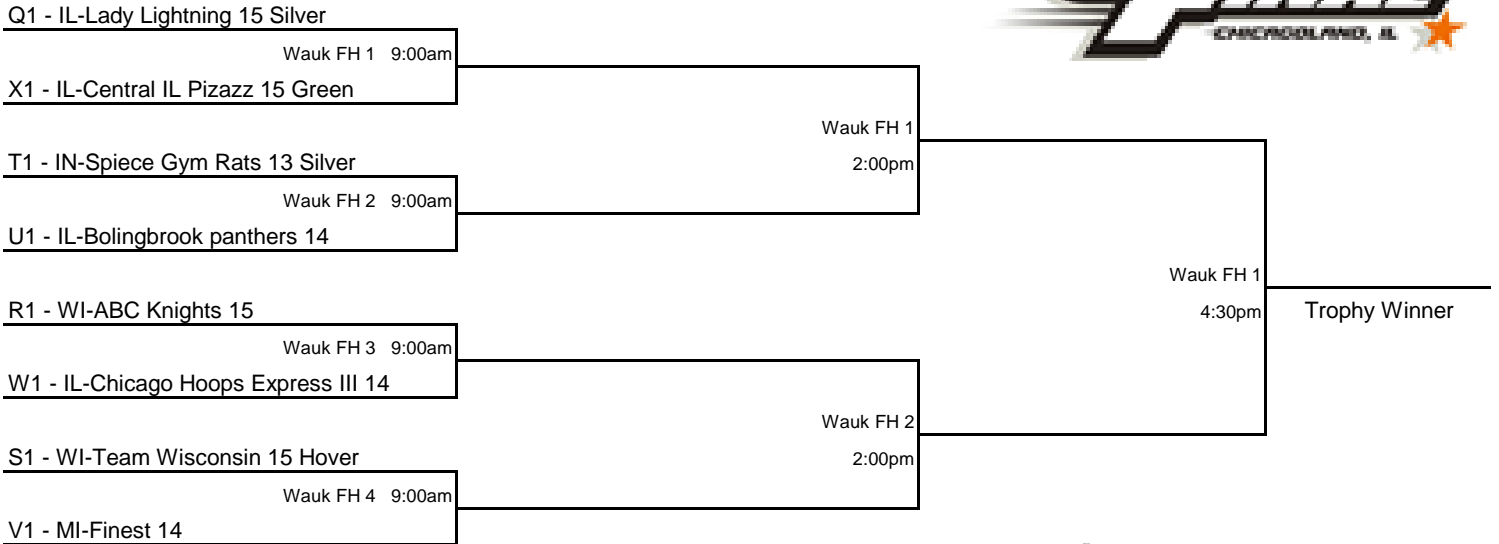 CHICAGOLAND, IL
Q1 - IL-Lady Lightning 15 Silver
Wauk FH 1 9:00am
X1 - IL-Central IL Pizazz 15 Green
Wauk FH 1
2:00pm
T1 - IN-Spiece Gym Rats 13 Silver
Wauk FH 2 9:00am
U1 - IL-Bolingbrook panthers 14
Wauk FH 1
4:30pm
Trophy Winner
R1 - WI-ABC Knights 15
Wauk FH 3 9:00am
W1 - IL-Chicago Hoops Express III 14
Wauk FH 2
2:00pm
S1 - WI-Team Wisconsin 15 Hover
Wauk FH 4 9:00am
V1 - MI-Finest 14